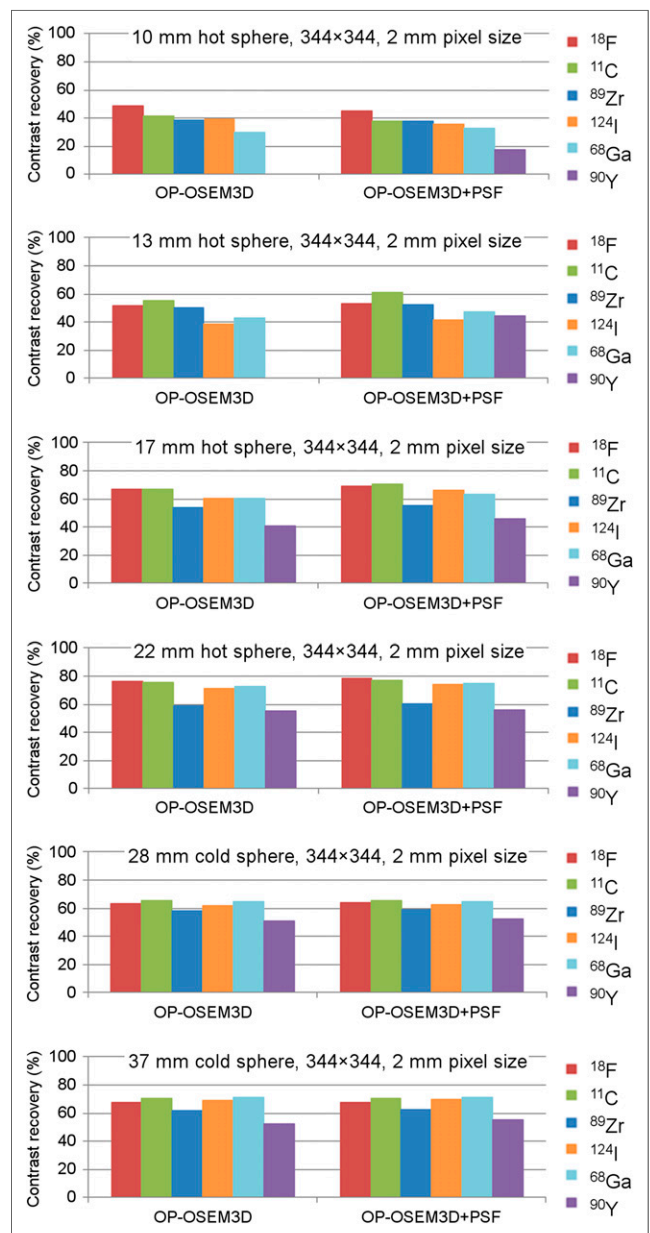 10 mm hot sphere, 344×344, 2 mm pixel size
Contrast recovery (%)
100
80
60
40
20
0
OP-OSEM3D
OP-OSEM3D+PSF
¹⁸F
¹¹C
⁸⁹Zr
¹²⁴I
⁶⁸Ga
⁹⁰Y
13 mm hot sphere, 344×344, 2 mm pixel size
Contrast recovery (%)
100
80
60
40
20
0
OP-OSEM3D
OP-OSEM3D+PSF
¹⁸F
¹¹C
⁸⁹Zr
¹²⁴I
⁶⁸Ga
⁹⁰Y
17 mm hot sphere, 344×344, 2 mm pixel size
Contrast recovery (%)
100
80
60
40
20
0
OP-OSEM3D
OP-OSEM3D+PSF
¹⁸F
¹¹C
⁸⁹Zr
¹²⁴I
⁶⁸Ga
⁹⁰Y
22 mm hot sphere, 344×344, 2 mm pixel size
Contrast recovery (%)
100
80
60
40
20
0
OP-OSEM3D
OP-OSEM3D+PSF
¹⁸F
¹¹C
⁸⁹Zr
¹²⁴I
⁶⁸Ga
⁹⁰Y
28 mm cold sphere, 344×344, 2 mm pixel size
Contrast recovery (%)
100
80
60
40
20
0
OP-OSEM3D
OP-OSEM3D+PSF
¹⁸F
¹¹C
⁸⁹Zr
¹²⁴I
⁶⁸Ga
⁹⁰Y
37 mm cold sphere, 344×344, 2 mm pixel size
Contrast recovery (%)
100
80
60
40
20
0
OP-OSEM3D
OP-OSEM3D+PSF
¹⁸F
¹¹C
⁸⁹Zr
¹²⁴I
⁶⁸Ga
⁹⁰Y